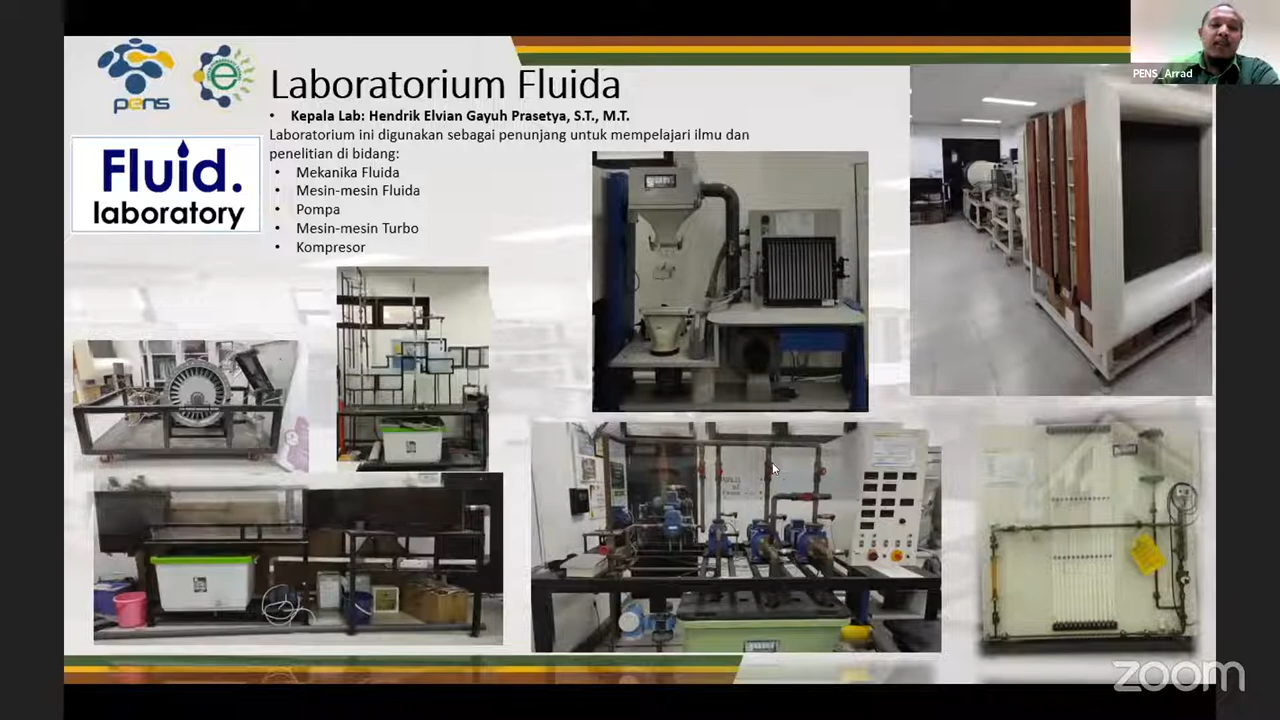 PENS_Arrad
pens
e
Laboratorium Fluida
• Kepala Lab: Hendrik Elvian Gayuh Prasetya, S.T., M.T.
Laboratorium ini digunakan sebagai penunjang untuk mempelajari ilmu dan
penelitian di bidang:
• Mekanika Fluida
• Mesin-mesin Fluida
• Pompa
• Mesin-mesin Turbo
• Kompresor
Fluid.
laboratory
zoom